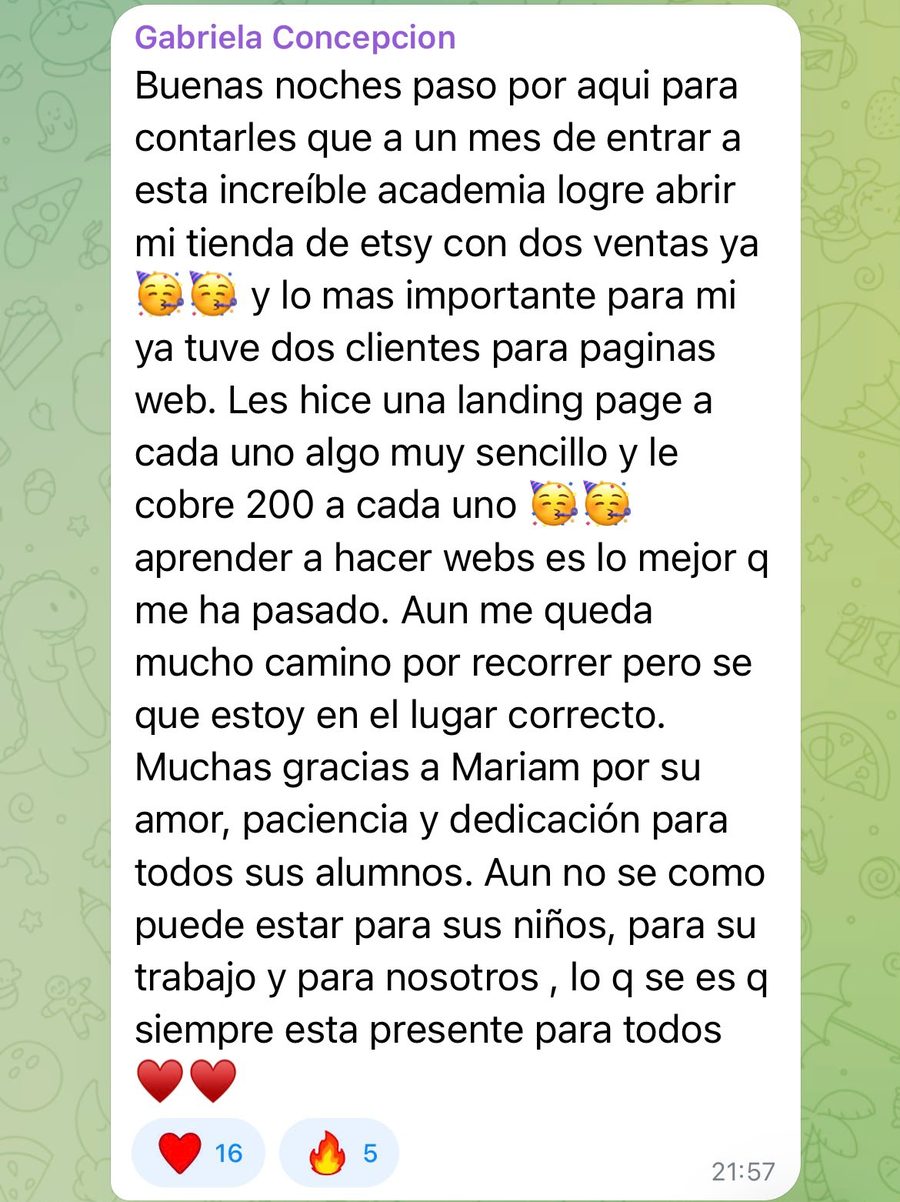 Gabriela Concepcion
Buenas noches paso por aqui para
contarles que a un mes de entrar a
esta increíble academia logre abrir
mi tienda de etsy con dos ventas ya
🥳🥳 y lo mas importante para mi
ya tuve dos clientes para paginas
web. Les hice una landing page a
cada uno algo muy sencillo y le
cobre 200 a cada uno 🥳🥳
aprender a hacer webs es lo mejor q
me ha pasado. Aun me queda
mucho camino por recorrer pero se
que estoy en el lugar correcto.
Muchas gracias a Mariam por su
amor, paciencia y dedicación para
todos sus alumnos. Aun no se como
puede estar para sus niños, para su
trabajo y para nosotros , lo q se es q
siempre esta presente para todos
♥️♥️
❤️ 16 🔥 5
21:57